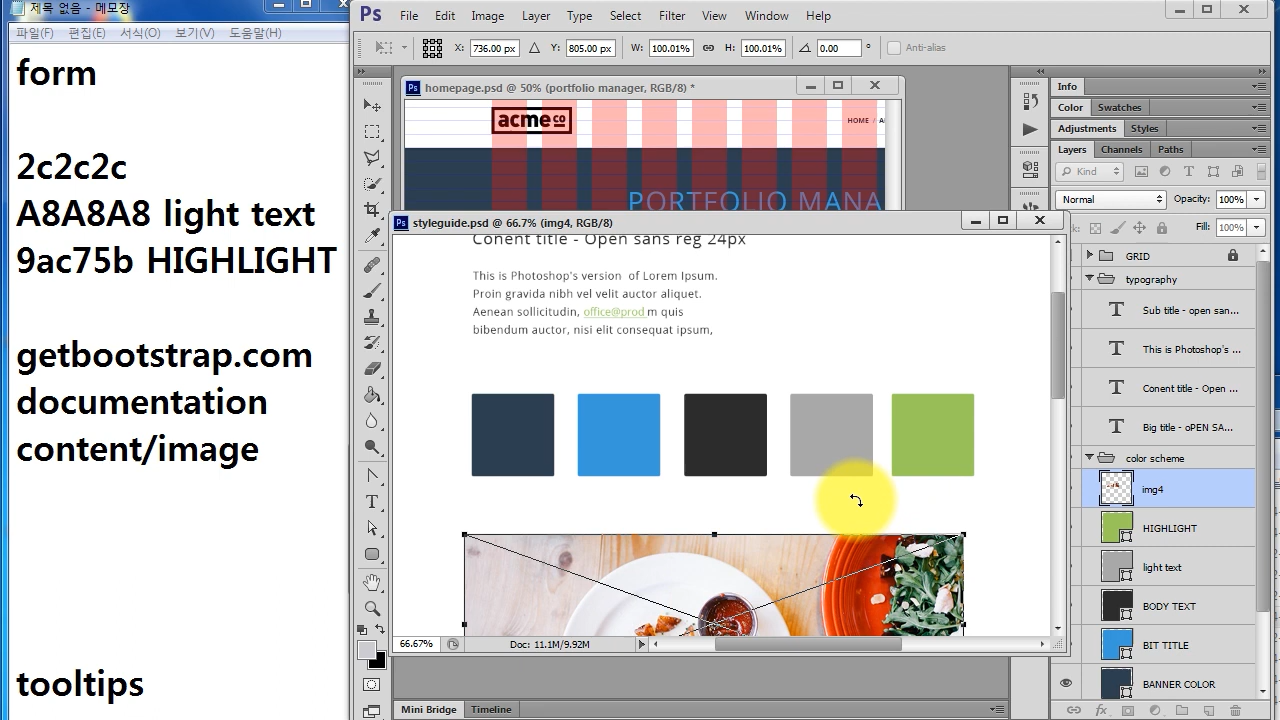 제목 없음 - 메모장
파일(F) 편집(E) 서식(O) 보기(V) 도움말(H)
form
2c2c2c
A8A8A8 light text
9ac75b HIGHLIGHT
getbootstrap.com
documentation
content/image
tooltips
Ps File Edit Image Layer Type Select Filter View Window Help
X: 736.00 px Y: 805.00 px W: 100.01% H: 100.01% 0.00 ° Anti-alias
Ps homepage.psd @ 50% (portfolio manager, RGB/8) *
acme co
HOME /
PORTFOLIO MANA
Ps styleguide.psd @ 66.7% (img4, RGB/8)
Conent title - Open sans reg 24px
This is Photoshop's version of Lorem Ipsum.
Proin gravida nibh vel velit auctor aliquet.
Aenean sollicitudin, office@prod m quis
bibendum auctor, nisi elit consequat ipsum,
66.67% Doc: 11.1M/9.92M
Mini Bridge Timeline
Info
Color Swatches
Adjustments Styles
Layers Channels Paths
Kind
Normal Opacity: 100%
Fill: 100%
GRID
typography
T Sub title - open san...
T This is Photoshop's ...
T Conent title - Open ...
T Big title - oPEN SA...
color scheme
img4
HIGHLIGHT
light text
BODY TEXT
BIT TITLE
BANNER COLOR
fx